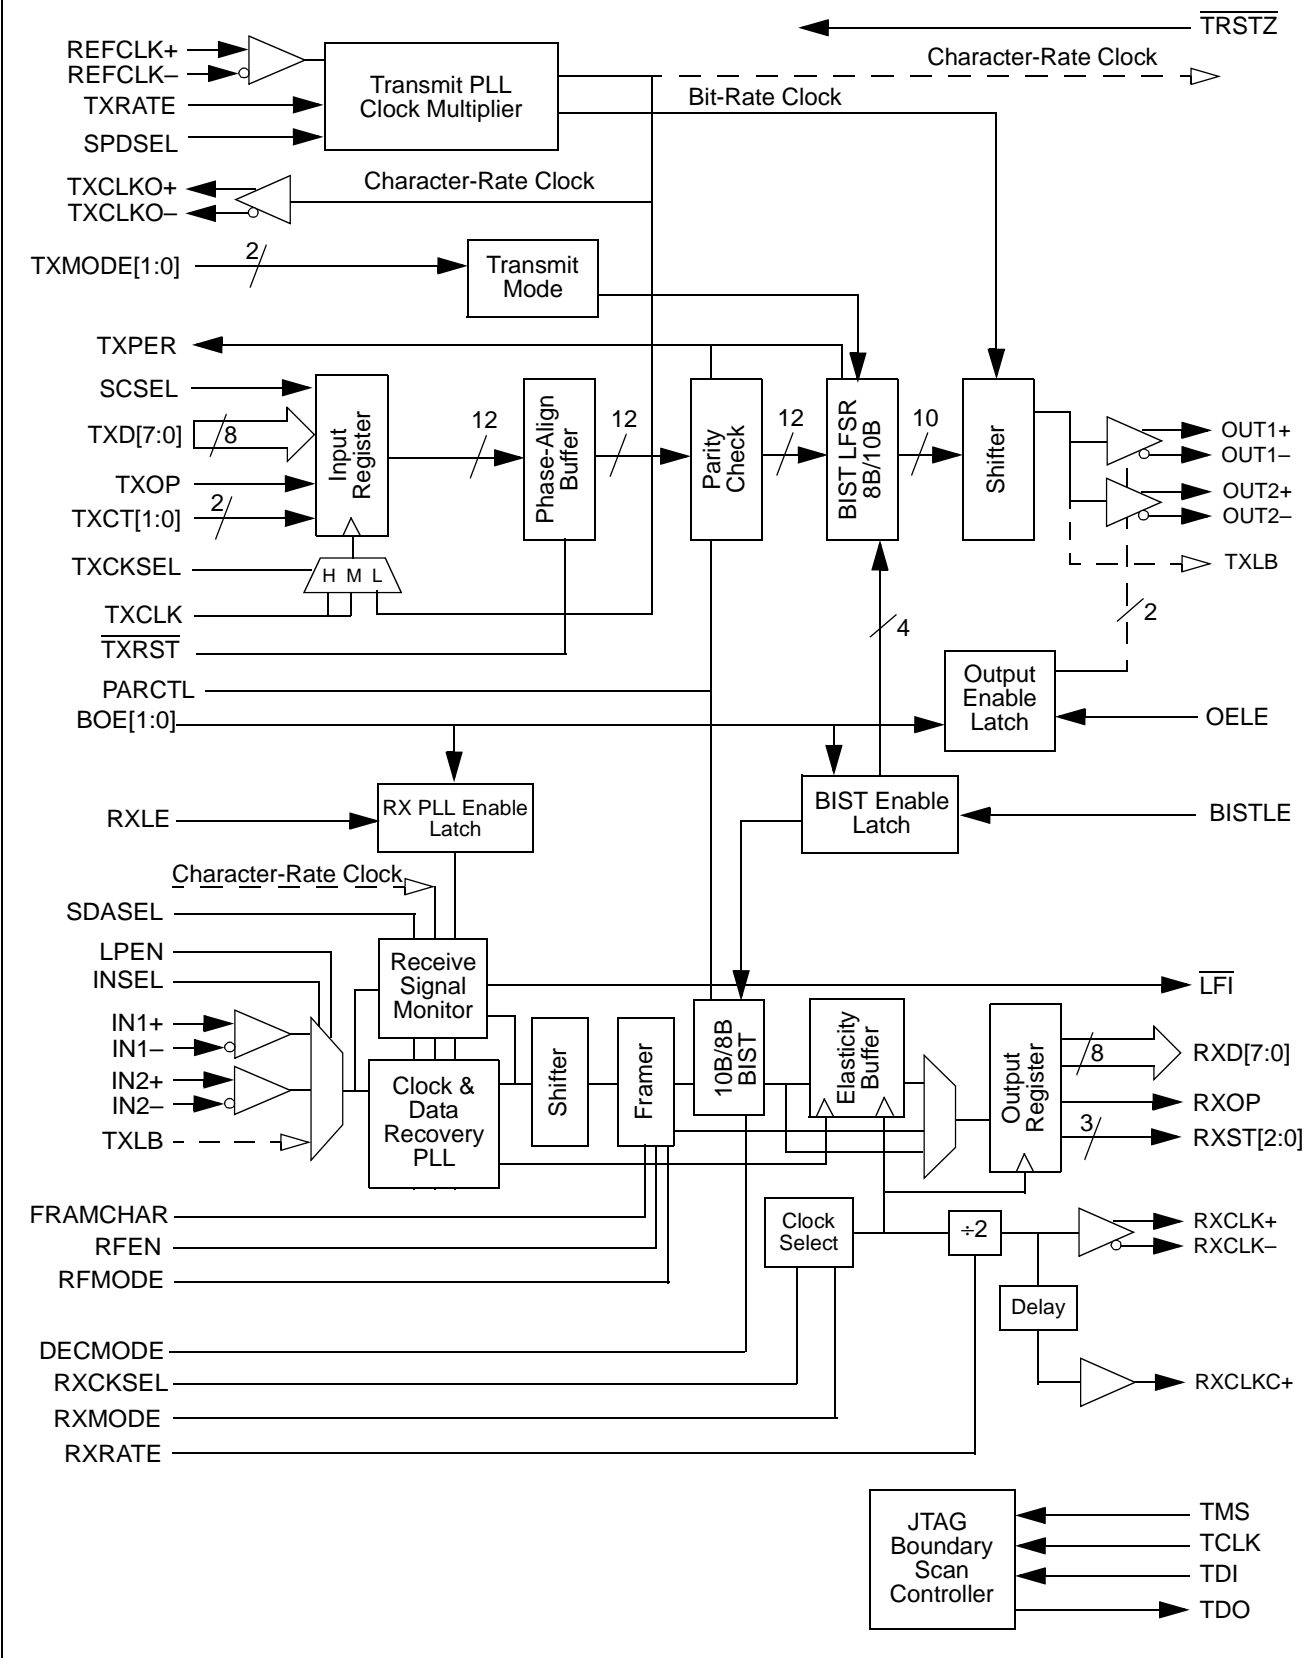 TRSTZ
REFCLK+
REFCLK–
TXRATE
SPDSEL
Transmit PLL
Clock Multiplier
Character-Rate Clock
Bit-Rate Clock
TXCLKO+
TXCLKO–
Character-Rate Clock
TXMODE[1:0]
2
Transmit
Mode
TXPER
SCSEL
TXD[7:0]
8
TXOP
TXCT[1:0]
2
Input
Register
12
Phase-Align
Buffer
12
Parity
Check
12
BIST LFSR
8B/10B
10
Shifter
OUT1+
OUT1–
OUT2+
OUT2–
TXLB
TXCKSEL
H M L
TXCLK
TXRST
4
2
PARCTL
BOE[1:0]
Output
Enable
Latch
OELE
RXLE
RX PLL Enable
Latch
BIST Enable
Latch
BISTLE
Character-Rate Clock
SDASEL
LPEN
INSEL
Receive
Signal
Monitor
LFI
IN1+
IN1–
IN2+
IN2–
TXLB
Clock &
Data
Recovery
PLL
Shifter
Framer
10B/8B
BIST
Elasticity
Buffer
Output
Register
8
RXD[7:0]
RXOP
3
RXST[2:0]
FRAMCHAR
RFEN
RFMODE
Clock
Select
÷2
RXCLK+
RXCLK–
Delay
DECMODE
RXCKSEL
RXCLKC+
RXMODE
RXRATE
JTAG
Boundary
Scan
Controller
TMS
TCLK
TDI
TDO